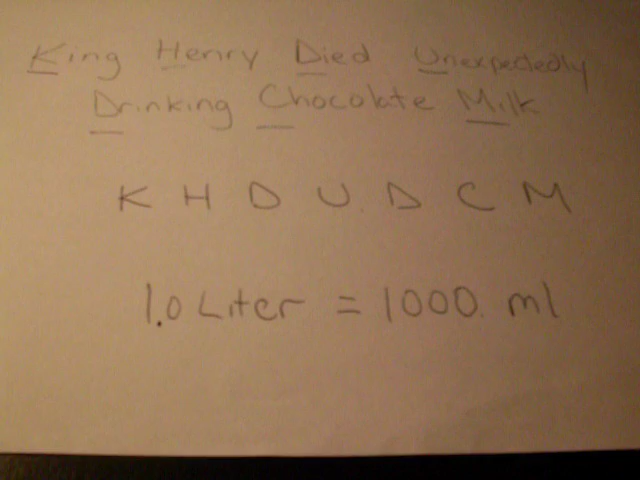 King Henry Died Unexpectedly
Drinking Chocolate Milk
K H D U D C M
1.0 Liter = 1000. ml